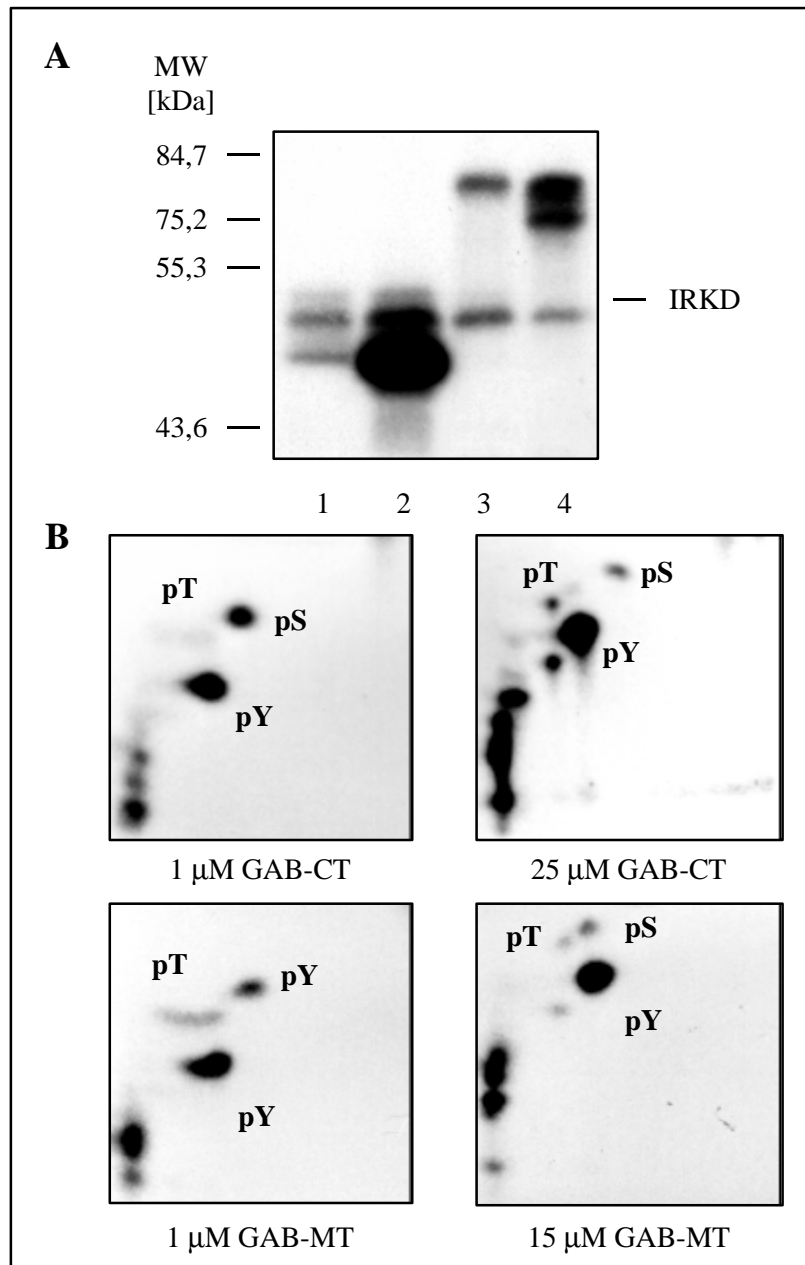 A
MW
[kDa]
84,7
75,2
55,3
IRKD
43,6
1 2 3 4
B
pT pS pY
1 μM GAB-CT
pT pS pY
25 μM GAB-CT
pT pY pY
1 μM GAB-MT
pT pS pY
15 μM GAB-MT